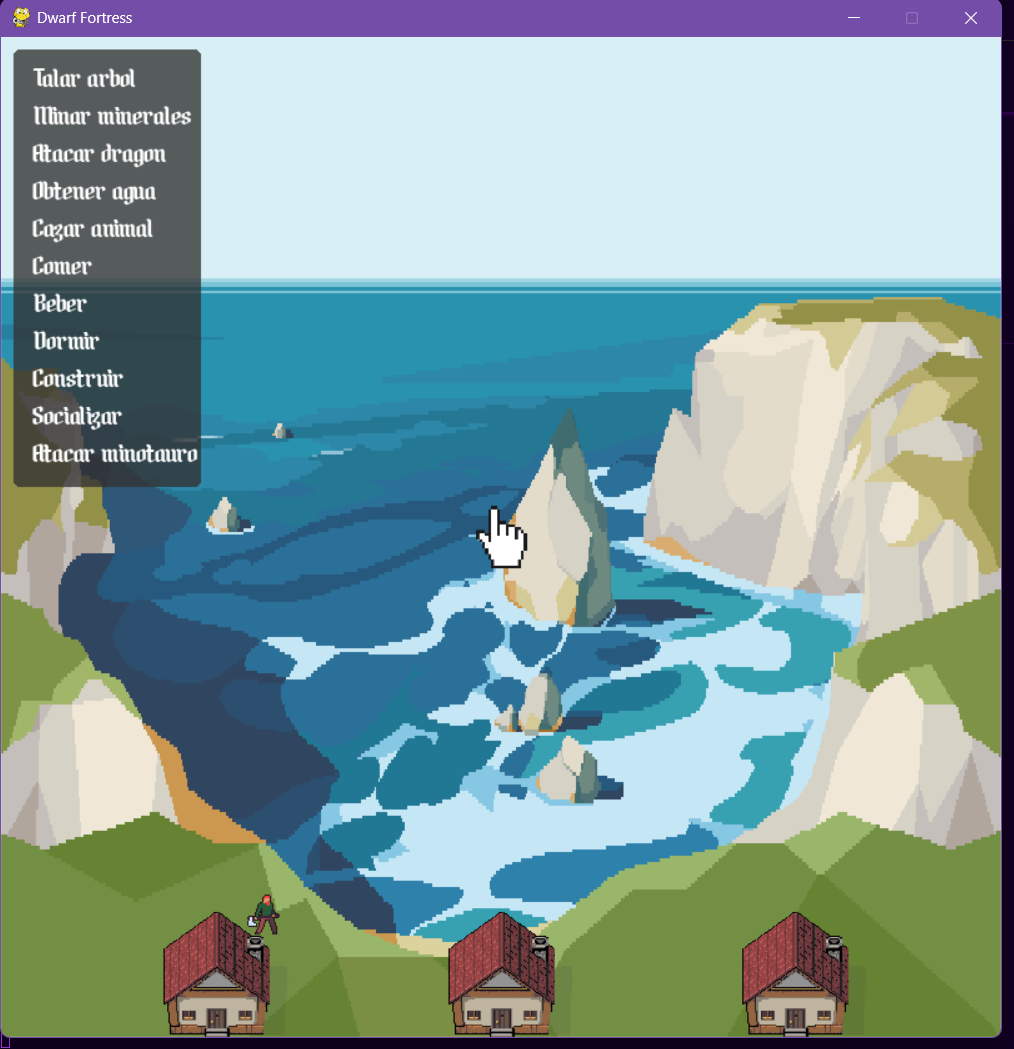 Dwarf Fortress
Talar arbol
Minar minerales
Atacar dragon
Obtener agua
Cazar animal
Comer
Beber
Dormir
Construir
Socializar
Atacar minotauro